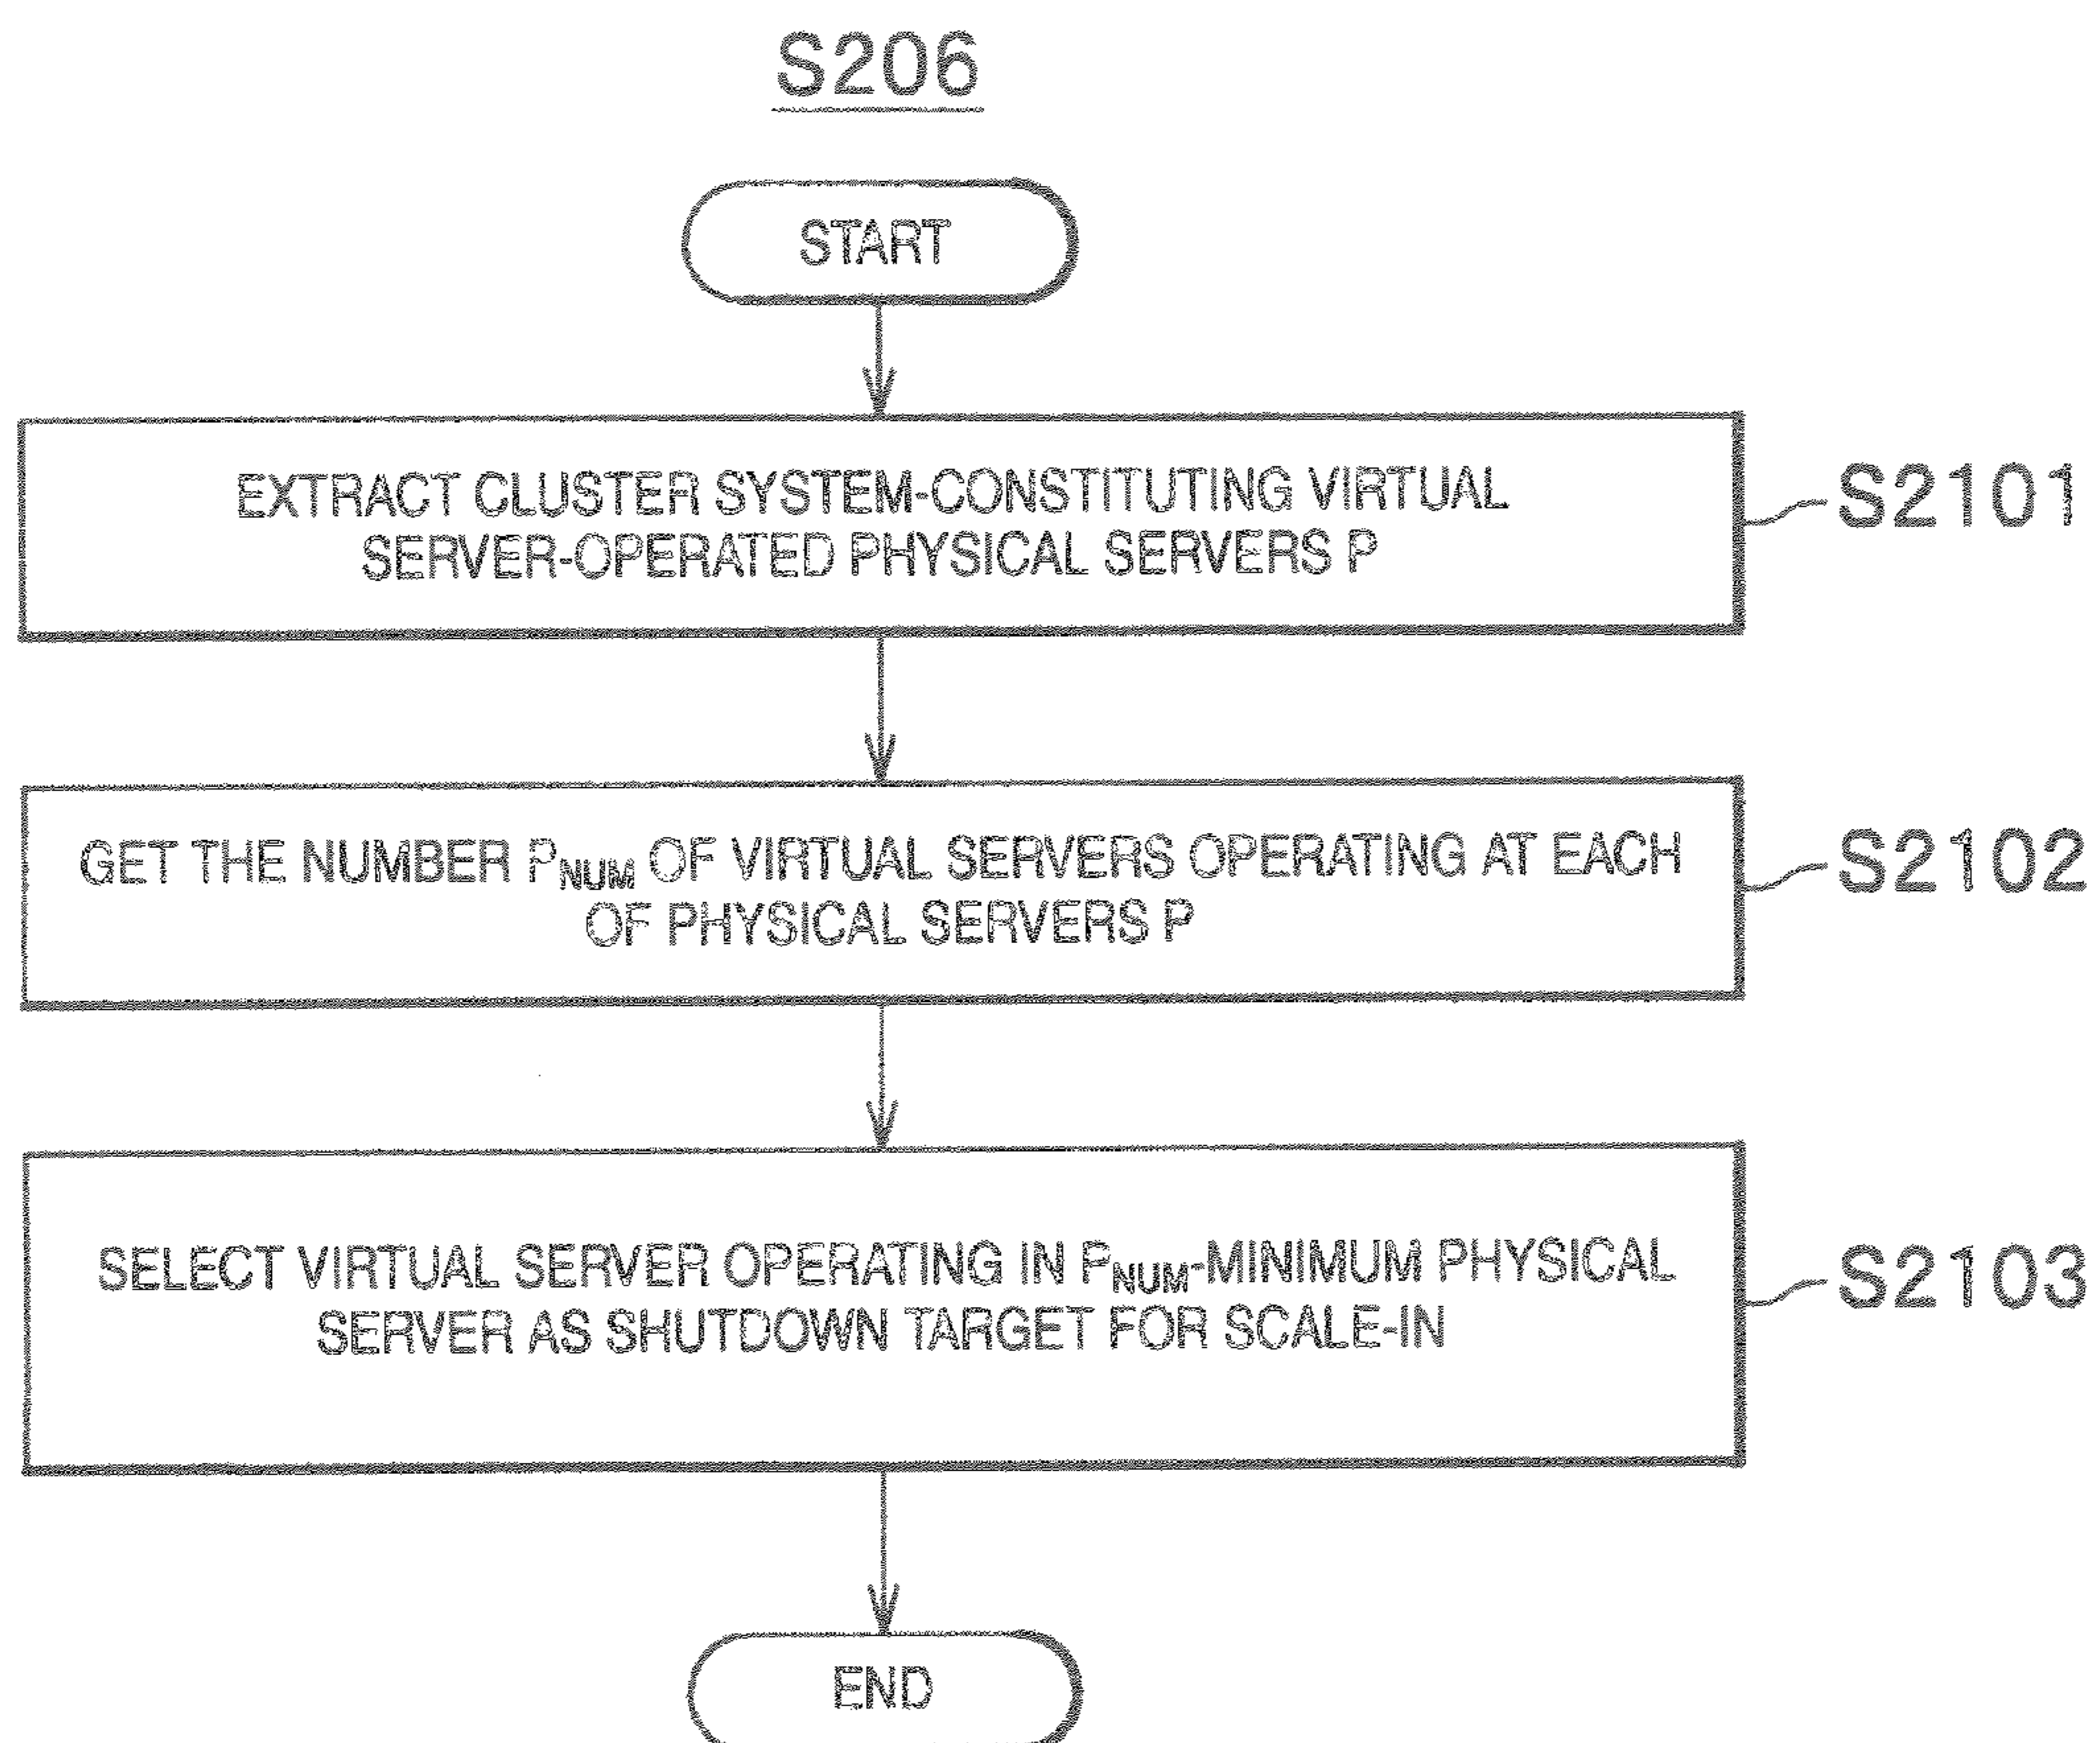 S206
START
EXTRACT CLUSTER SYSTEM-CONSTITUTING VIRTUAL
SERVER-OPERATED PHYSICAL SERVERS P
S2101
GET THE NUMBER PNUM OF VIRTUAL SERVERS OPERATING AT EACH
OF PHYSICAL SERVERS P
S2102
SELECT VIRTUAL SERVER OPERATING IN PNUM-MINIMUM PHYSICAL
SERVER AS SHUTDOWN TARGET FOR SCALE-IN
S2103
END